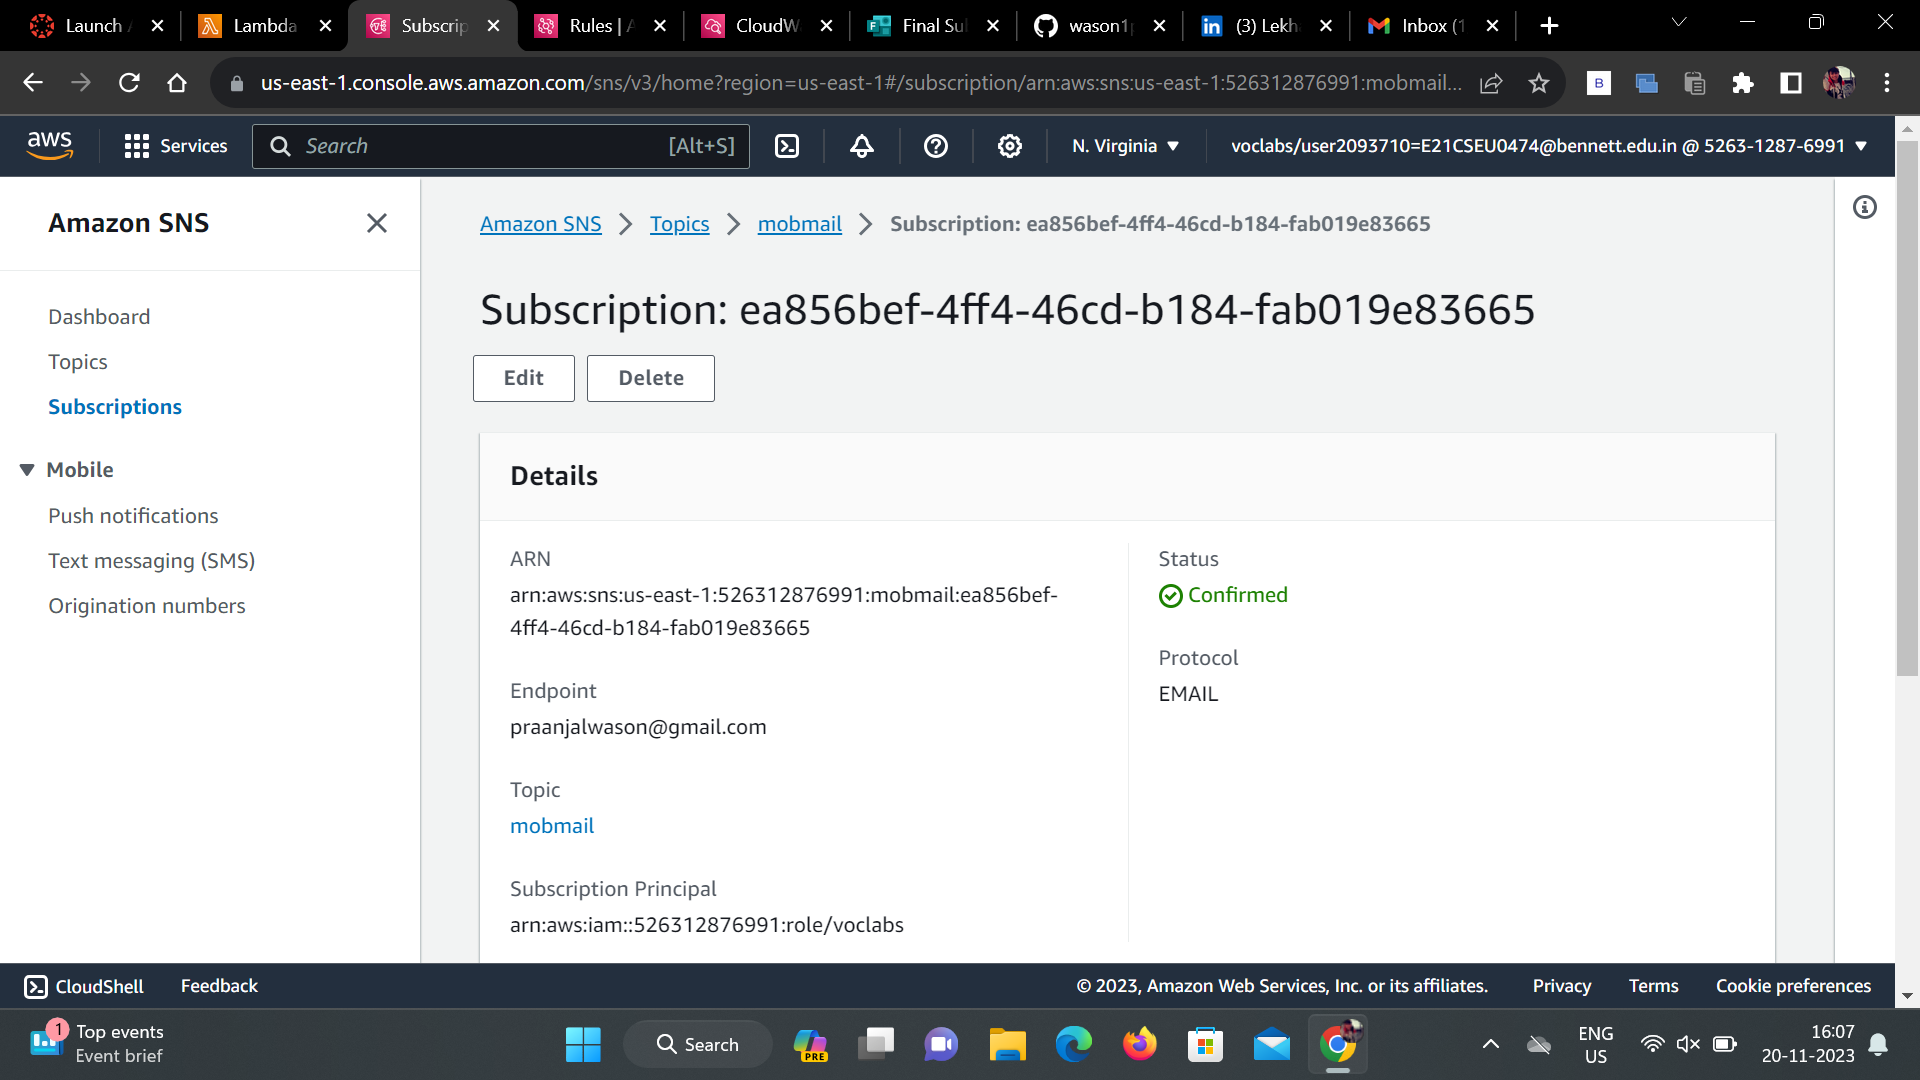 Launch A
Lambda
Subscrip
Rules | A
CloudW
Final Sul
wason1p
(3) Lekh
Inbox (1
us-east-1.console.aws.amazon.com/sns/v3/home?region=us-east-1#/subscription/arn:aws:sns:us-east-1:526312876991:mobmail...
B
aws
Services
Search
[Alt+S]
N. Virginia
voclabs/user2093710=E21CSEU0474@bennett.edu.in @ 5263-1287-6991
Amazon SNS
Dashboard
Topics
Subscriptions
Mobile
Push notifications
Text messaging (SMS)
Origination numbers
Amazon SNS
Topics
mobmail
Subscription: ea856bef-4ff4-46cd-b184-fab019e83665
Subscription: ea856bef-4ff4-46cd-b184-fab019e83665
Edit
Delete
Details
ARN
arn:aws:sns:us-east-1:526312876991:mobmail:ea856bef-
4ff4-46cd-b184-fab019e83665
Endpoint
praanjalwason@gmail.com
Topic
mobmail
Subscription Principal
arn:aws:iam::526312876991:role/voclabs
Status
Confirmed
Protocol
EMAIL
CloudShell
Feedback
© 2023, Amazon Web Services, Inc. or its affiliates.
Privacy
Terms
Cookie preferences
1
Top events
Event brief
Search
PRE
ENG
US
16:07
20-11-2023